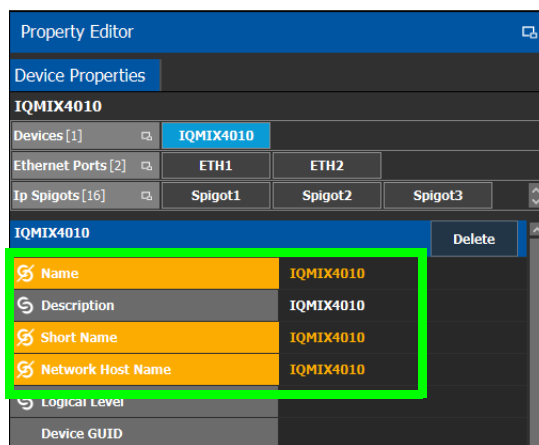 Property Editor
Device Properties
IQMIX4010
Devices [1] IQMIX4010
Ethernet Ports [2] ETH1 ETH2
Ip Spigots [16] Spigot1 Spigot2 Spigot3
IQMIX4010 Delete
Name IQMIX4010
Description IQMIX4010
Short Name IQMIX4010
Network Host Name IQMIX4010
Logical Level
Device GUID